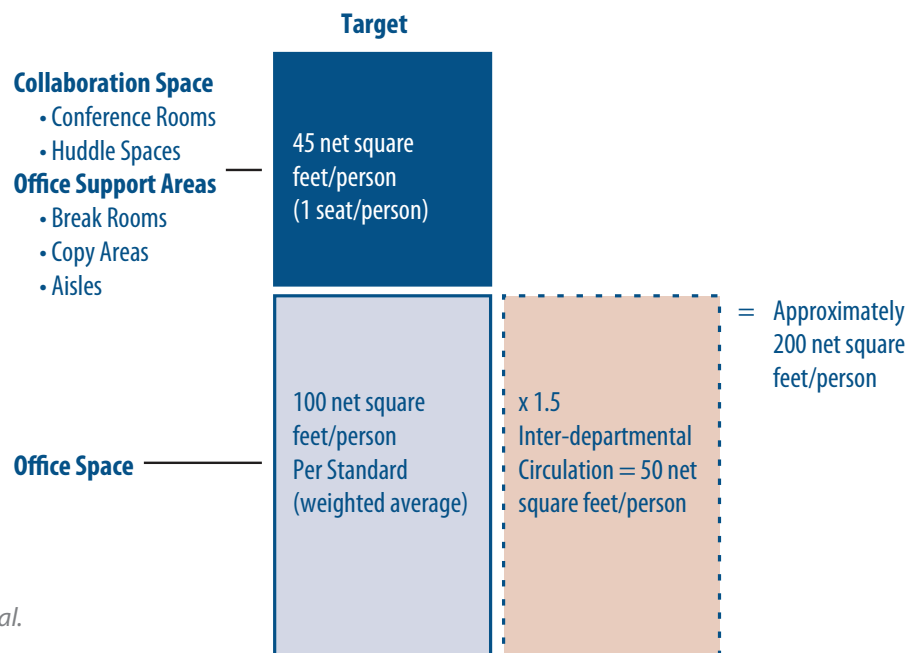 Target
Collaboration Space
• Conference Rooms
• Huddle Spaces
Office Support Areas
• Break Rooms
• Copy Areas
• Aisles
45 net square
feet/person
(1 seat/person)
= Approximately
200 net square
feet/person
Office Space
100 net square
feet/person
Per Standard
(weighted average)
x 1.5
Inter-departmental
Circulation = 50 net
square feet/person
al.